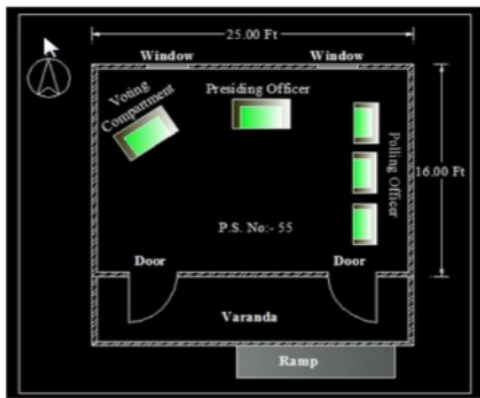 25.00 Ft
Window
Window
Voting
Compartment
Presiding Officer
Polling Officer
16.00 Ft
P.S. No:- 55
Door
Door
Varanda
Ramp